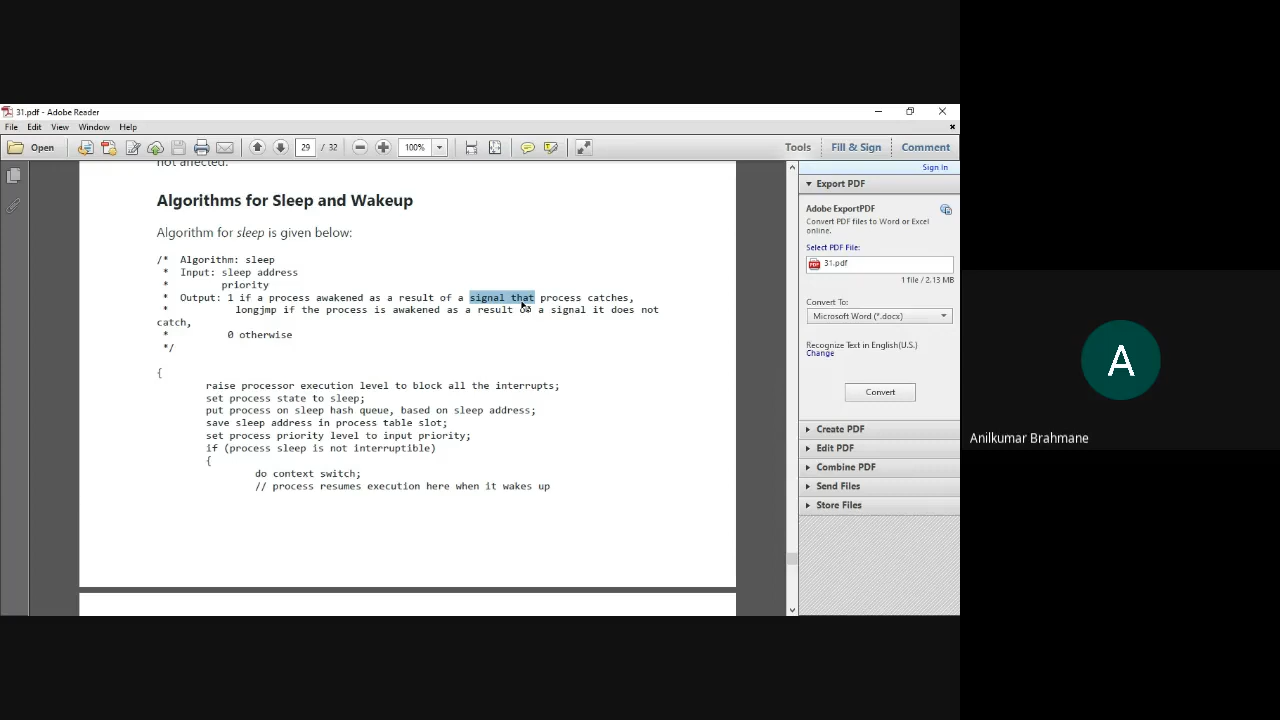 31.pdf - Adobe Reader
File Edit View Window Help
Open 29 / 32 100% Tools Fill & Sign Comment
Sign In
not affected.
Algorithms for Sleep and Wakeup
Algorithm for sleep is given below:
/* Algorithm: sleep
* Input: sleep address
* priority
* Output: 1 if a process awakened as a result of a signal that process catches,
* longjmp if the process is awakened as a result of a signal it does not
catch,
* 0 otherwise
*/
{
raise processor execution level to block all the interrupts;
set process state to sleep;
put process on sleep hash queue, based on sleep address;
save sleep address in process table slot;
set process priority level to input priority;
if (process sleep is not interruptible)
{
do context switch;
// process resumes execution here when it wakes up
Export PDF
Adobe ExportPDF
Convert PDF files to Word or Excel
online.
Select PDF File:
31.pdf
1 file / 2.13 MB
Convert To:
Microsoft Word (*.docx)
Recognize Text in English(U.S.)
Change
Convert
Create PDF
Edit PDF
Combine PDF
Send Files
Store Files
A
Anilkumar Brahmane